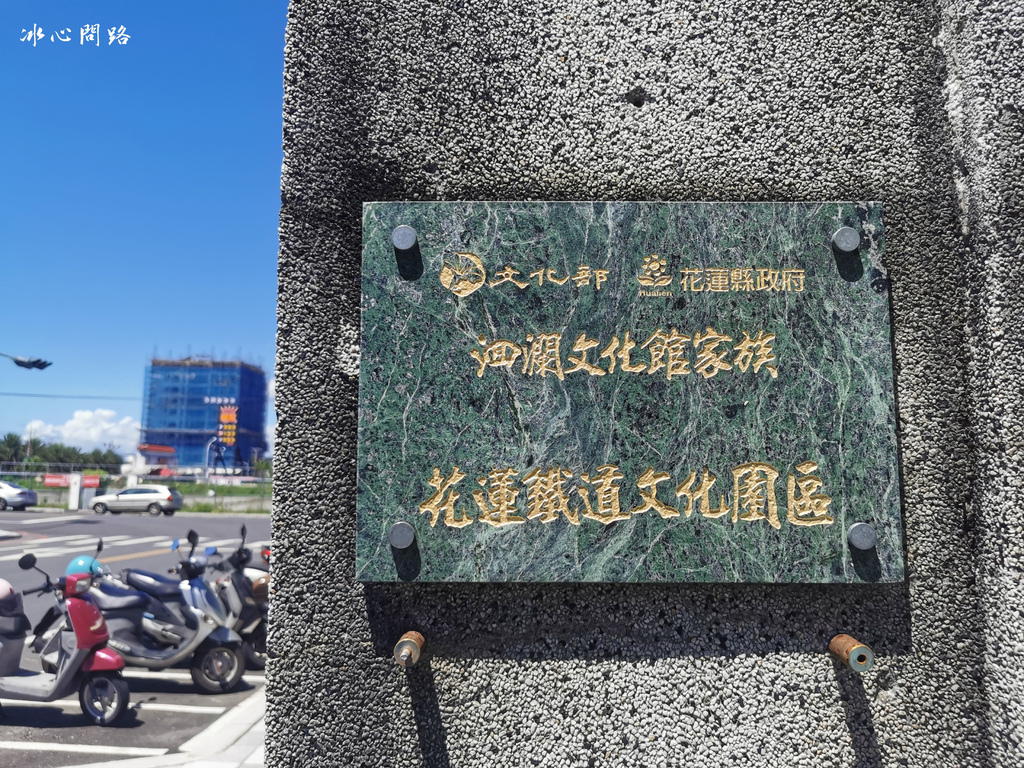 冰心問路
文化部 Hualien 花蓮縣政府
洄瀾文化館家族
花蓮鐵道文化園區